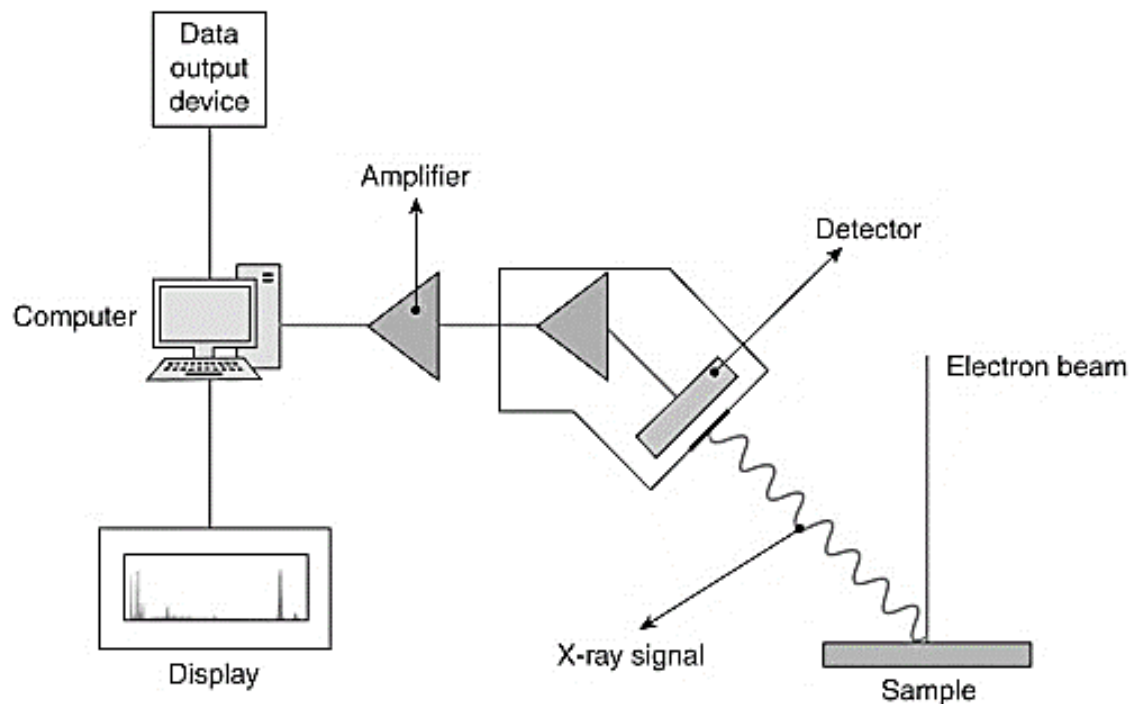 Data
output
device
Amplifier
Detector
Computer
Electron beam
X-ray signal
Display
Sample